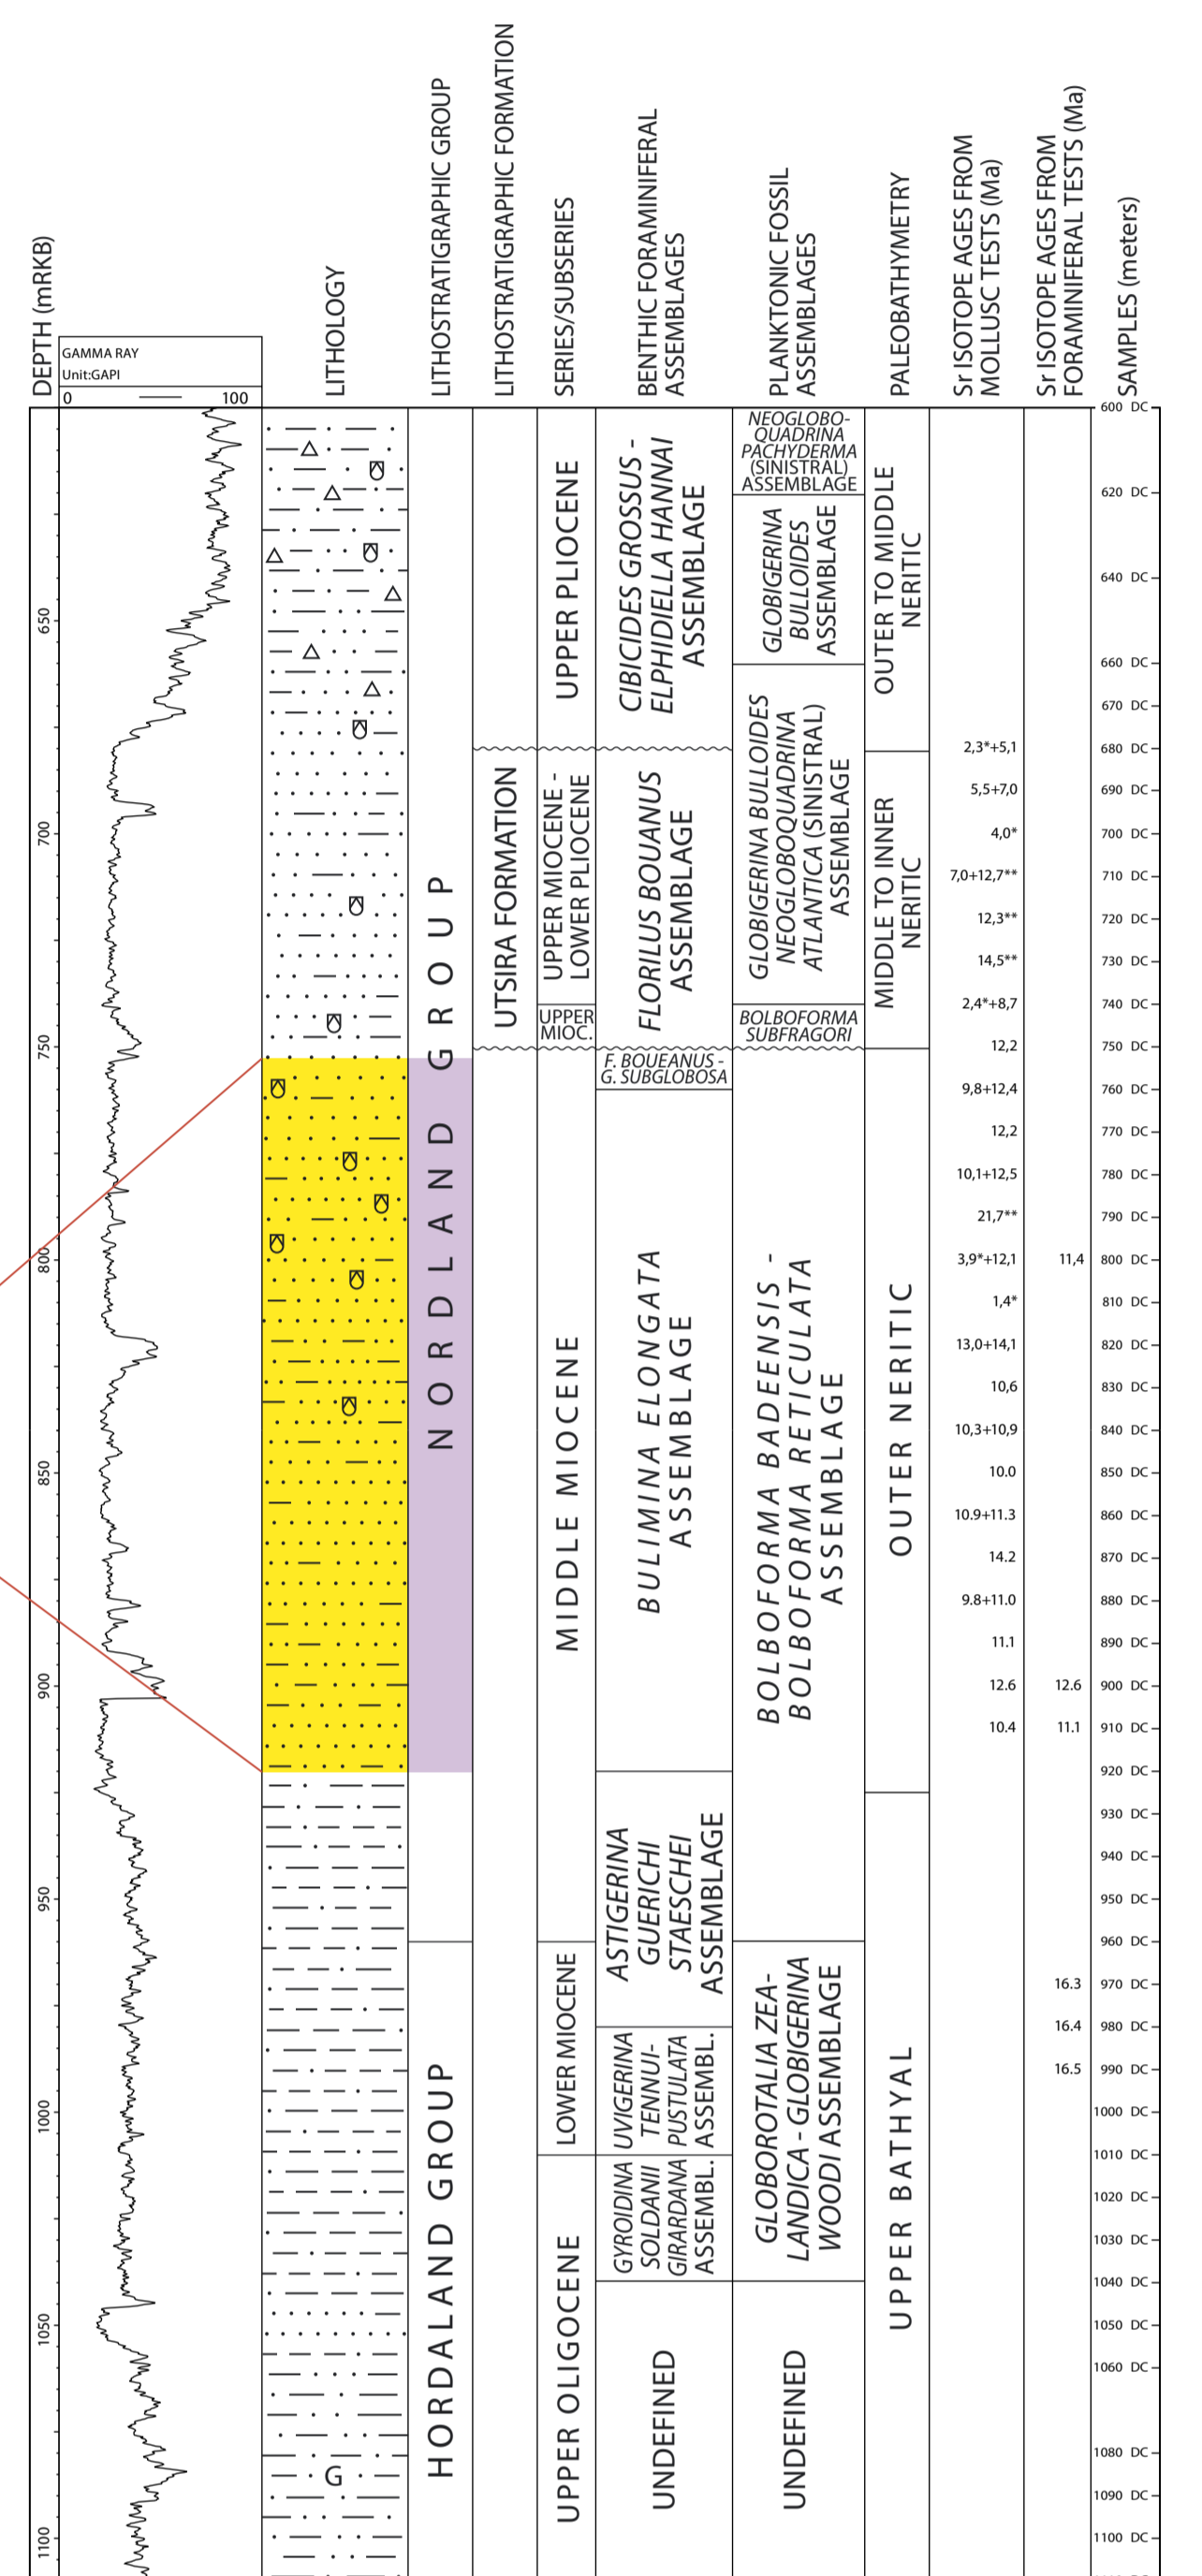 DEPTH (mRKB)
GAMMA RAY
Unit:GAPI
0 100
LITHOLOGY
LITHOSTRATIGRAPHIC GROUP
LITHOSTRATIGRAPHIC FORMATION
SERIES/SUBSERIES
BENTHIC FORAMINIFERAL
ASSEMBLAGES
PLANKTONIC FOSSIL
ASSEMBLAGES
PALEOBATHYMETRY
Sr ISOTOPE AGES FROM
MOLLUSC TESTS (Ma)
Sr ISOTOPE AGES FROM
FORAMINIFERAL TESTS (Ma)
SAMPLES (meters)
650
700
750
800
850
900
950
1000
1050
1100
G
NORDLAND GROUP
HORDALAND GROUP
UTSIRA FORMATION
UPPER PLIOCENE
UPPER MIOCENE -
LOWER PLIOCENE
UPPER
MIOC.
MIDDLE MIOCENE
LOWER MIOCENE
UPPER OLIGOCENE
CIBICIDES GROSSUS -
ELPHIDIELLA HANNAI
ASSEMBLAGE
FLORILUS BOUANUS
ASSEMBLAGE
F. BOUEANUS -
G. SUBGLOBOSA
BULIMINA ELONGATA
ASSEMBLAGE
ASTIGERINA
GUERICHI
STAESCHEI
ASSEMBLAGE
UVIGERINA
TENNUI-
PUSTULATA
ASSEMBL.
GYROIDINA
SOLDANII
GIRARDANA
ASSEMBL.
UNDEFINED
NEOGLOBO-
QUADRINA
PACHYDERMA
(SINISTRAL)
ASSEMBLAGE
GLOBIGERINA
BULLOIDES
ASSEMBLAGE
GLOBIGERINA BULLOIDES
NEOGLOBOQUADRINA
ATLANTICA (SINISTRAL)
ASSEMBLAGE
BOLBOFORMA
SUBFRAGORI
BOLBOFORMA BADEENSIS -
BOLBOFORMA RETICULATA
ASSEMBLAGE
GLOBOROTALIA ZEA-
LANDICA - GLOBIGERINA
WOODI ASSEMBLAGE
UNDEFINED
OUTER TO MIDDLE
NERITIC
MIDDLE TO INNER
NERITIC
OUTER NERITIC
UPPER BATHYAL
2,3*+5,1
5,5+7,0
4,0*
7,0+12,7**
12,3**
14,5**
2,4*+8,7
12,2
9,8+12,4
12,2
10,1+12,5
21,7**
3,9*+12,1
1,4*
13,0+14,1
10,6
10,3+10,9
10.0
10.9+11.3
14.2
9.8+11.0
11.1
12.6
10.4
11,4
12.6
11.1
16.3
16.4
16.5
600 DC
620 DC
640 DC
660 DC
670 DC
680 DC
690 DC
700 DC
710 DC
720 DC
730 DC
740 DC
750 DC
760 DC
770 DC
780 DC
790 DC
800 DC
810 DC
820 DC
830 DC
840 DC
850 DC
860 DC
870 DC
880 DC
890 DC
900 DC
910 DC
920 DC
930 DC
940 DC
950 DC
960 DC
970 DC
980 DC
990 DC
1000 DC
1010 DC
1020 DC
1030 DC
1040 DC
1050 DC
1060 DC
1080 DC
1090 DC
1100 DC